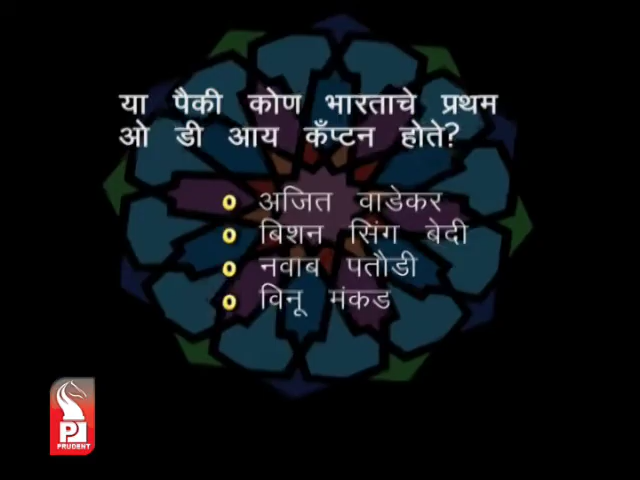 या पैकी कोण भारताचे प्रथम
ओ डी आय कँप्टन होते?
o अजित वाडेकर
o बिशन सिंग बेदी
o नवाब पतौडी
o विनू मंकड
P
PRUDENT